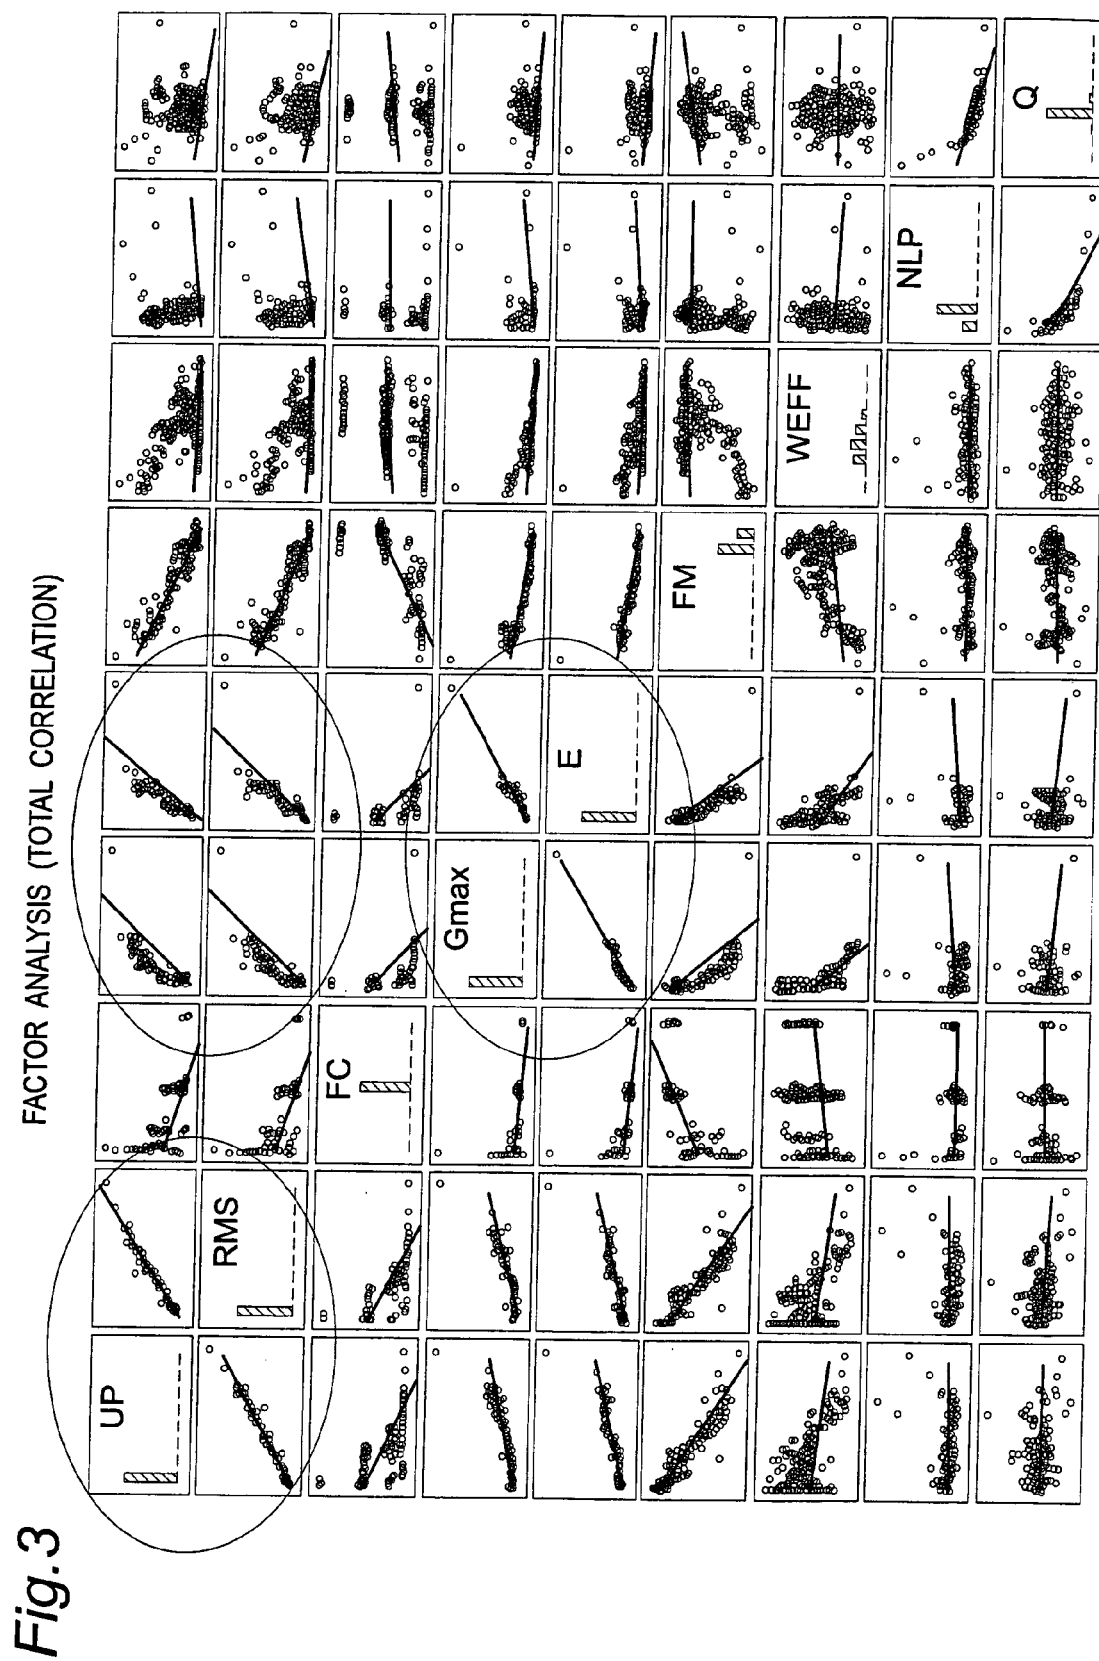 Fig.3
FACTOR ANALYSIS (TOTAL CORRELATION)
UP
RMS
FC
Gmax
E
FM
WEFF
NLP
Q